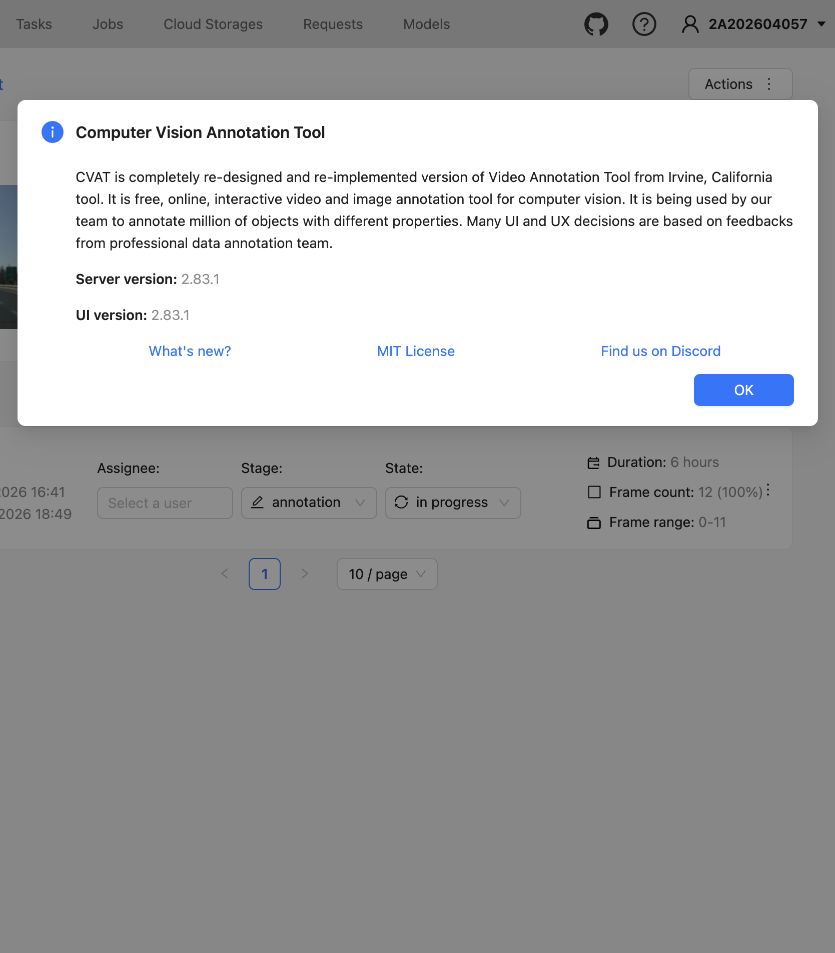 Tasks Jobs Cloud Storages Requests Models 2A202604057
t
Actions
Computer Vision Annotation Tool
CVAT is completely re-designed and re-implemented version of Video Annotation Tool from Irvine, California
tool. It is free, online, interactive video and image annotation tool for computer vision. It is being used by our
team to annotate million of objects with different properties. Many UI and UX decisions are based on feedbacks
from professional data annotation team.
Server version: 2.83.1
UI version: 2.83.1
What's new? MIT License Find us on Discord
OK
Assignee: Stage: State:
026 16:41
2026 18:49
Select a user annotation in progress
Duration: 6 hours
Frame count: 12 (100%)
Frame range: 0-11
1 10 / page